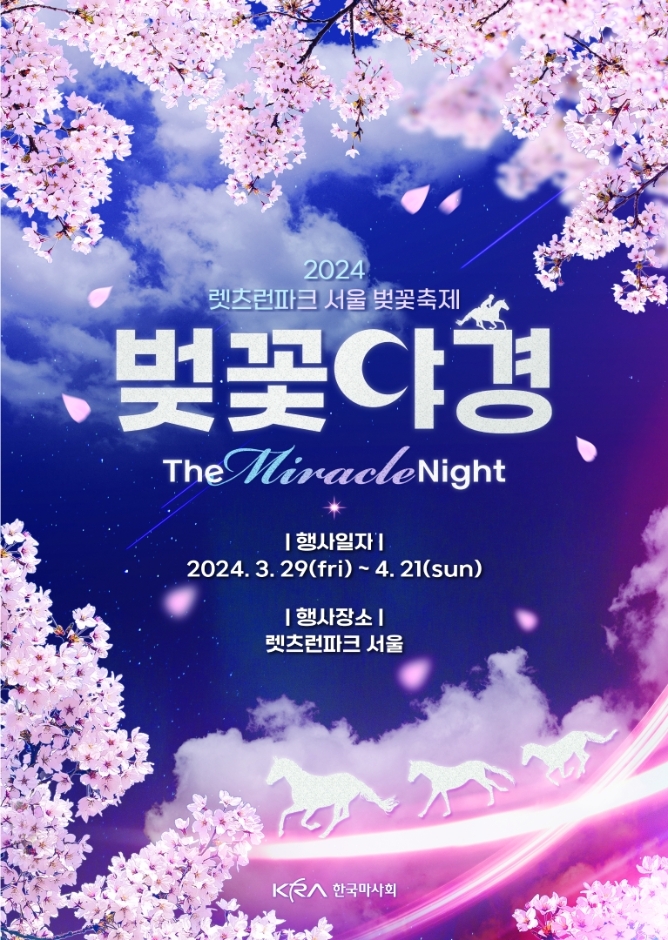 2024
렛츠런파크 서울 벚꽃축제
벚꽃야경
The Miracle Night
| 행사일자 |
2024. 3. 29(fri) ~ 4. 21(sun)
| 행사장소 |
렛츠런파크 서울
KRA 한국마사회